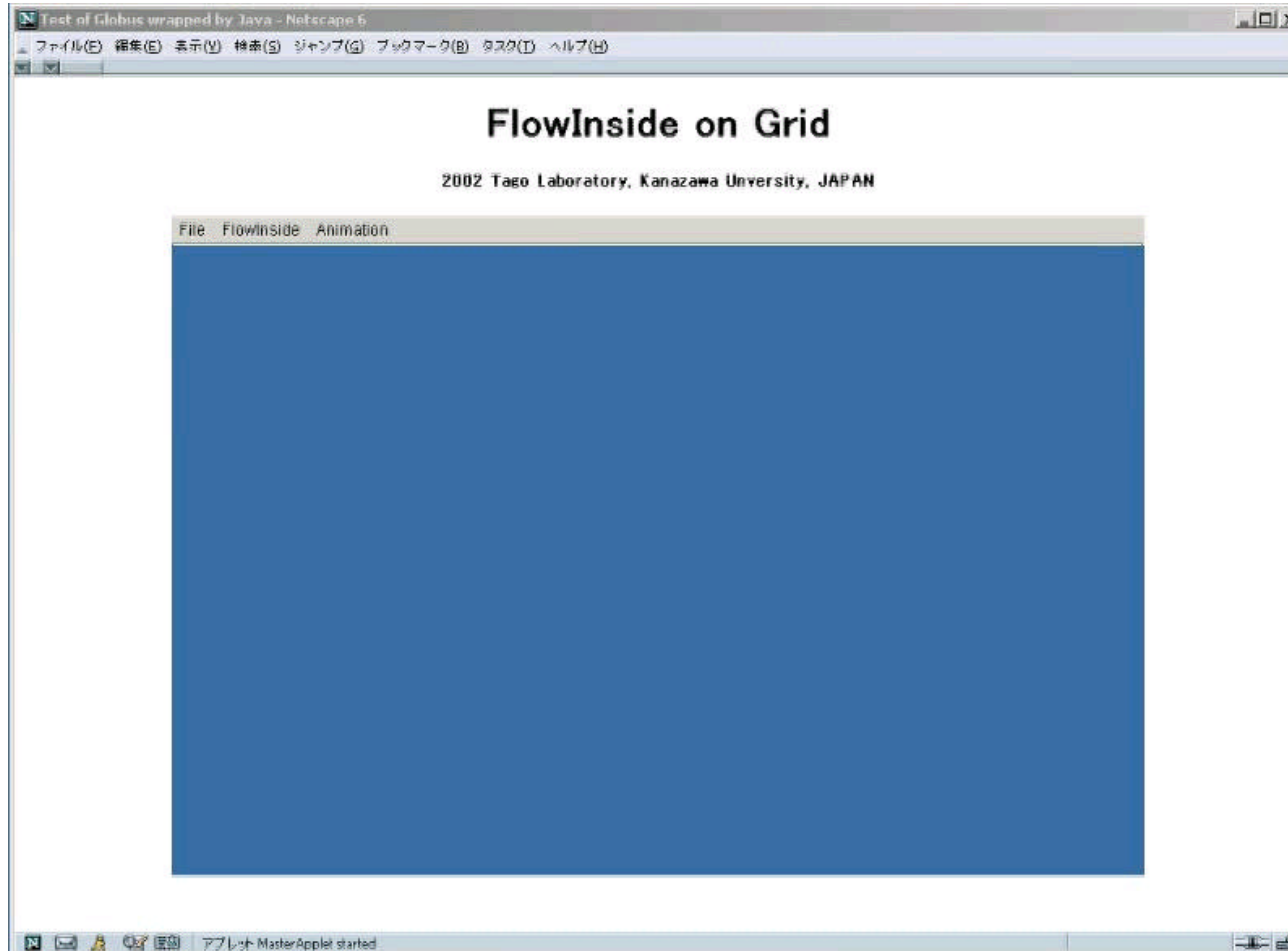 Test of Globus wrapped by Java - Netscape 6
ファイル(F) 編集(E) 表示(V) 検索(S) ジャンプ(G) ブックマーク(B) タスク(T) ヘルプ(H)
FlowInside on Grid
2002 Tago Laboratory, Kanazawa Unversity, JAPAN
File FlowInside Animation
アプレット MasterApplet started